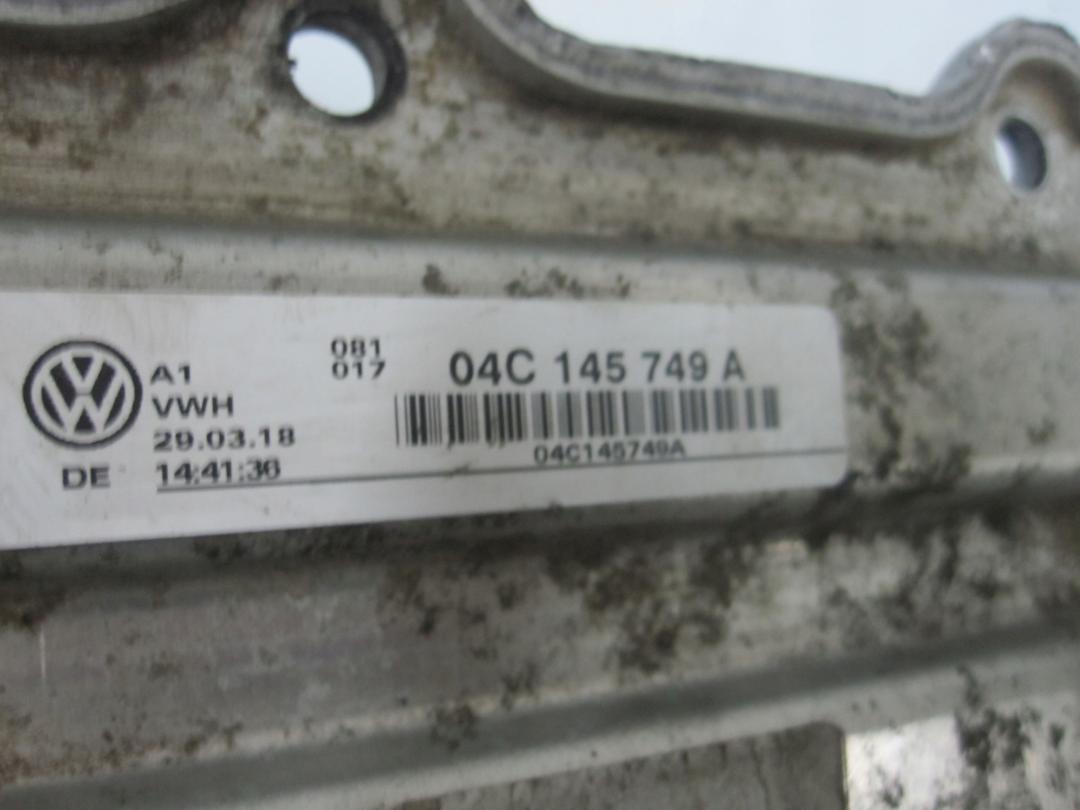 A1
VWH
29.03.18
DE 14:41:36
081
017
04C 145 749 A
04C145749A